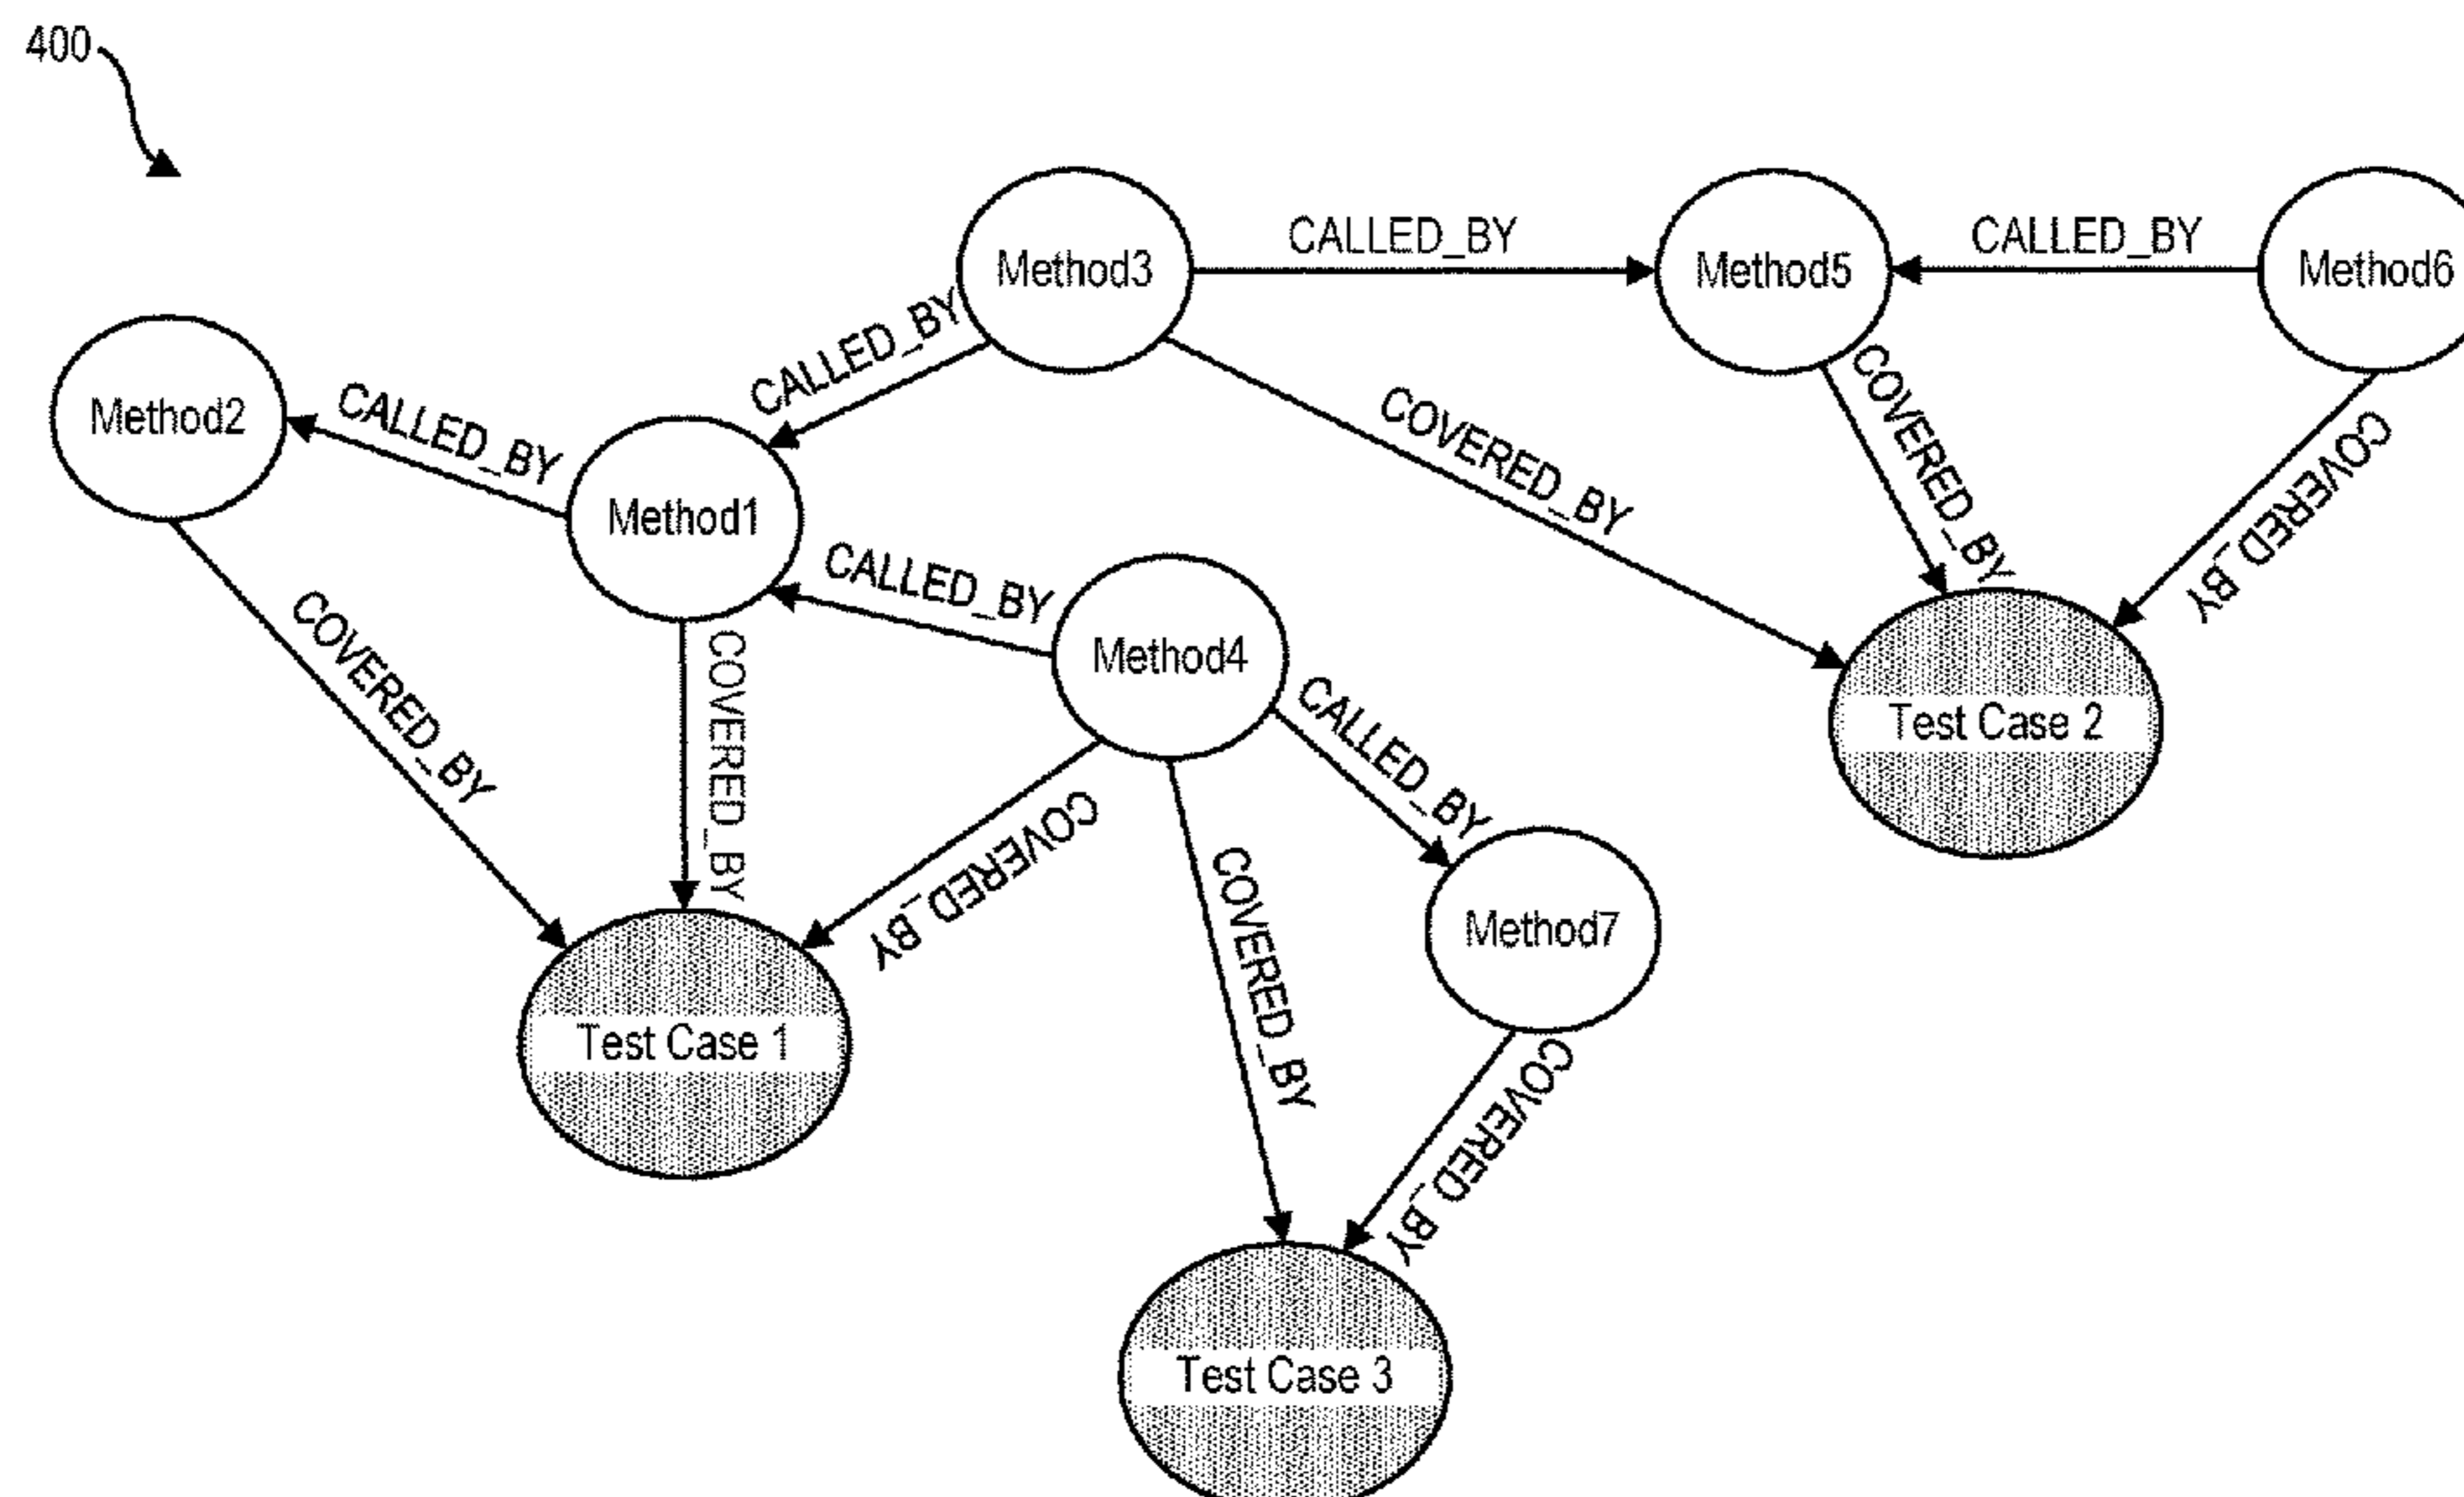 400
CALLED_BY
CALLED_BY
Method3
Method5
Method6
CALLED_BY
COVERED_BY
CALLED_BY
Method2
COVERED_BY
COVERED_BY
Method1
CALLED_BY
Method4
COVERED_BY
COVERED_BY
CALLED_BY
Test Case 2
COVERED_BY
COVERED_BY
Method7
Test Case 1
COVERED_BY
Test Case 3